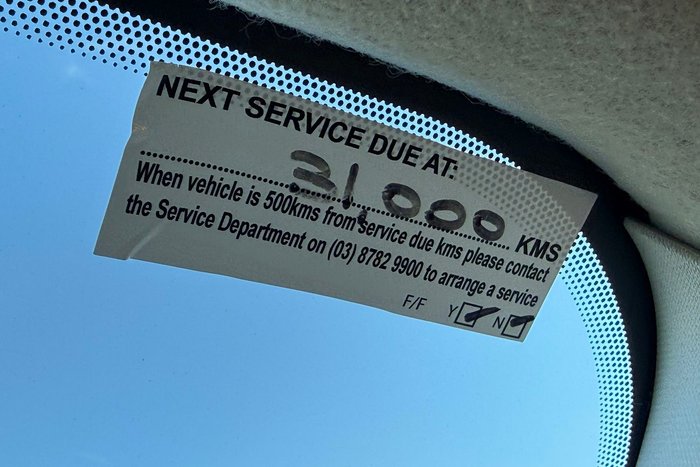 NEXT SERVICE DUE AT:
31,000 KMS
When vehicle is 500kms from service due kms please contact
the Service Department on (03) 8782 9900 to arrange a service
F/F Y N